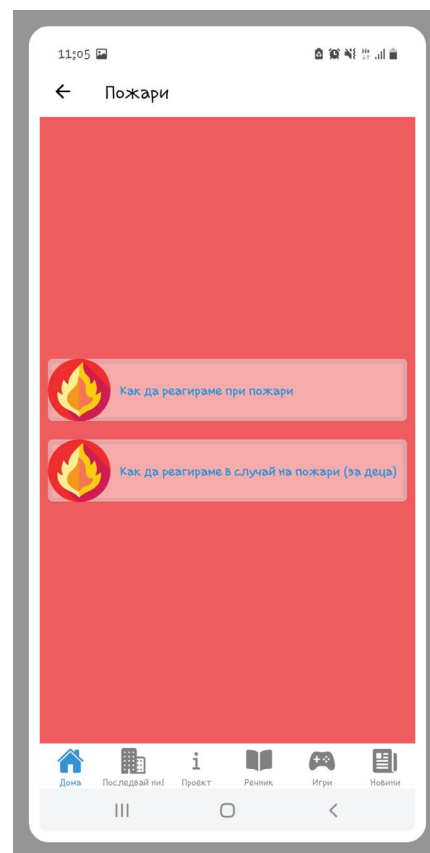 11:05
Пожари
Как да реагираме при пожари
Как да реагираме в случай на пожари (за деца)
Дома Последвай ни! Проект Речник Игри Новини